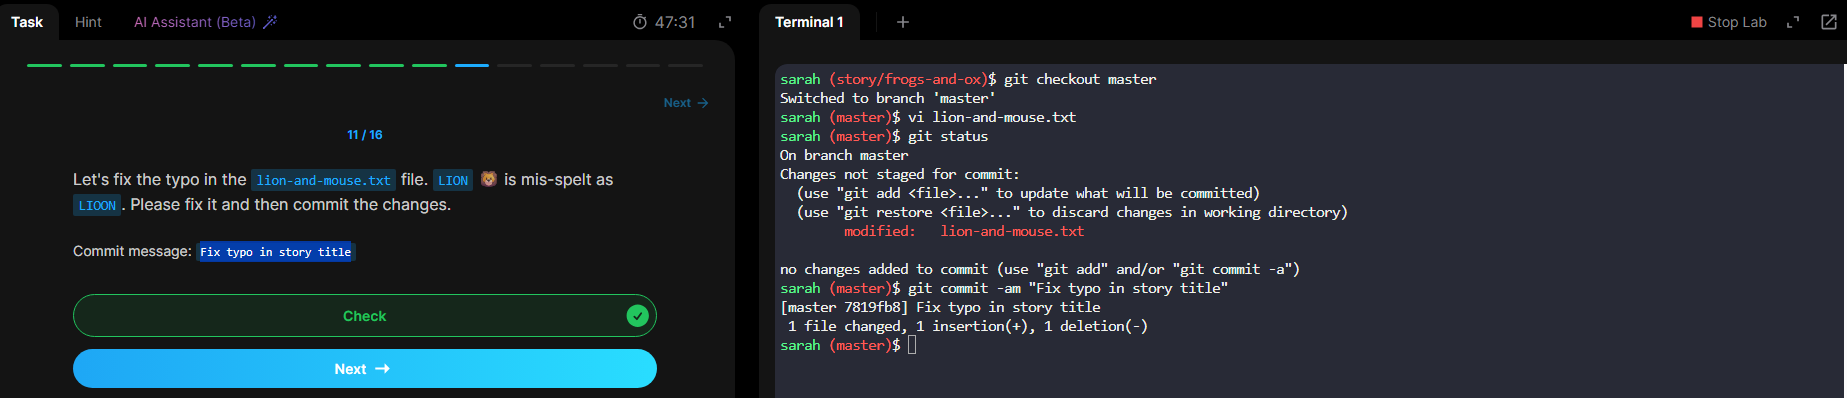 Task Hint AI Assistant (Beta) 47:31
Next →
11 / 16
Let's fix the typo in the lion-and-mouse.txt file. LION 🦁 is mis-spelt as
LIOON. Please fix it and then commit the changes.
Commit message: Fix typo in story title
Check
Next →
Terminal 1 + Stop Lab
sarah (story/frogs-and-ox)$ git checkout master
Switched to branch 'master'
sarah (master)$ vi lion-and-mouse.txt
sarah (master)$ git status
On branch master
Changes not staged for commit:
  (use "git add <file>..." to update what will be committed)
  (use "git restore <file>..." to discard changes in working directory)
        modified:   lion-and-mouse.txt
no changes added to commit (use "git add" and/or "git commit -a")
sarah (master)$ git commit -am "Fix typo in story title"
[master 7819fb8] Fix typo in story title
 1 file changed, 1 insertion(+), 1 deletion(-)
sarah (master)$